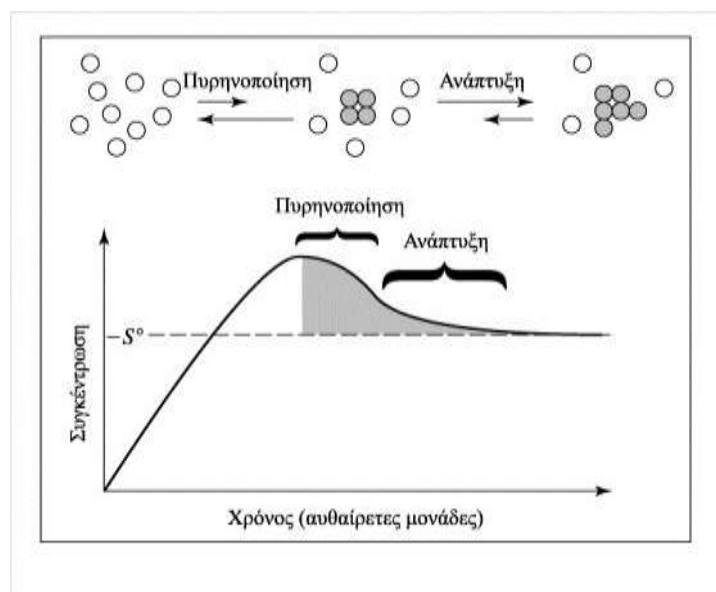 Πυρηνοποίηση
Ανάπτυξη
Πυρηνοποίηση
Ανάπτυξη
S°
Συγκέντρωση
Χρόνος (αυθαίρετες μονάδες)